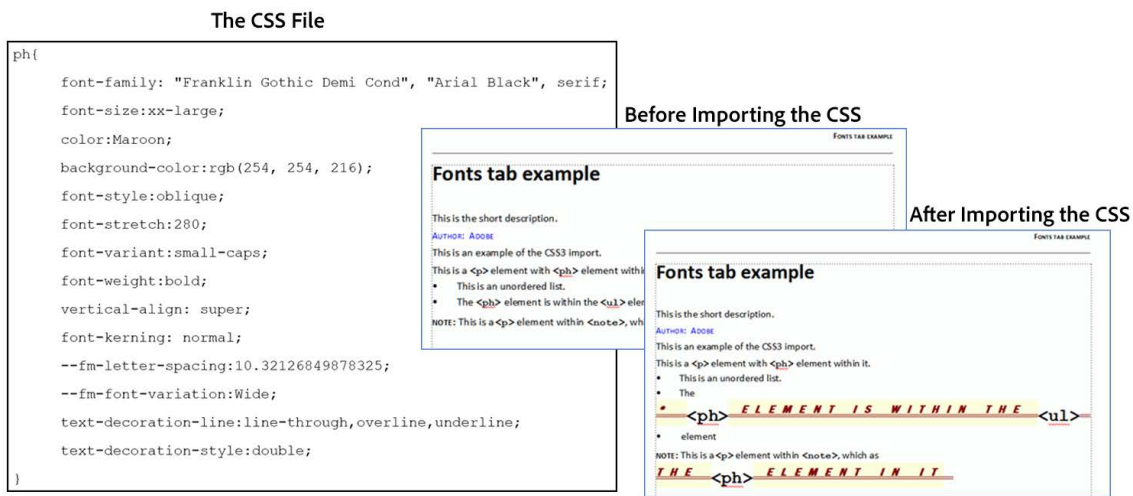 The CSS File
ph{
font-family: "Franklin Gothic Demi Cond", "Arial Black", serif;
font-size:xx-large;
color:Maroon;
background-color:rgb(254, 254, 216);
font-style:oblique;
font-stretch:280;
font-variant:small-caps;
font-weight:bold;
vertical-align: super;
font-kerning: normal;
--fm-letter-spacing:10.32126849878325;
--fm-font-variation:Wide;
text-decoration-line:line-through,overline,underline;
text-decoration-style:double;
}
Before Importing the CSS
FONTS TAB EXAMPLE
Fonts tab example
This is the short description.
AUTHOR: ADOBE
This is an example of the CSS3 import.
This is a <p> element with <ph> element withi
• This is an unordered list.
• The <ph> element is within the <ul> elem
NOTE: This is a <p> element within <note>, wh
After Importing the CSS
FONTS TAB EXAMPLE
Fonts tab example
This is the short description.
AUTHOR: ADOBE
This is an example of the CSS3 import.
This is a <p> element with <ph> element within it.
• This is an unordered list.
• The
• <ph> ELEMENT IS WITHIN THE <ul>
• element
NOTE: This is a <p> element within <note>, which as
THE <ph> ELEMENT IN IT